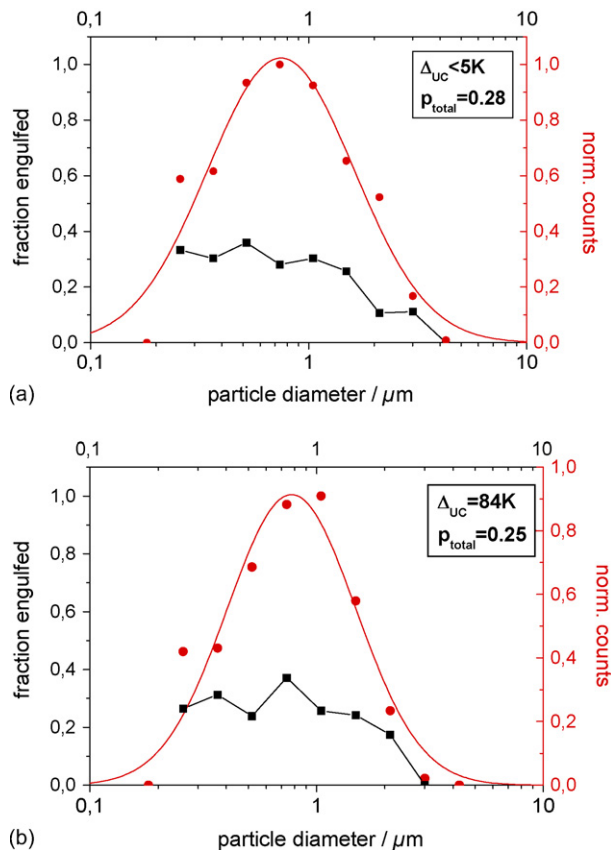 0,1 1 10
1,0 1,0
0,8 0,8
0,6 0,6
0,4 0,4
0,2 0,2
0,0 0,0
fraction engulfed
norm. counts
Δ_UC<5K
p_total=0.28
0,1 1 10
(a) particle diameter / µm
0,1 1 10
1,0 1,0
0,8 0,8
0,6 0,6
0,4 0,4
0,2 0,2
0,0 0,0
fraction engulfed
norm. counts
Δ_UC=84K
p_total=0.25
0,1 1 10
(b) particle diameter / µm